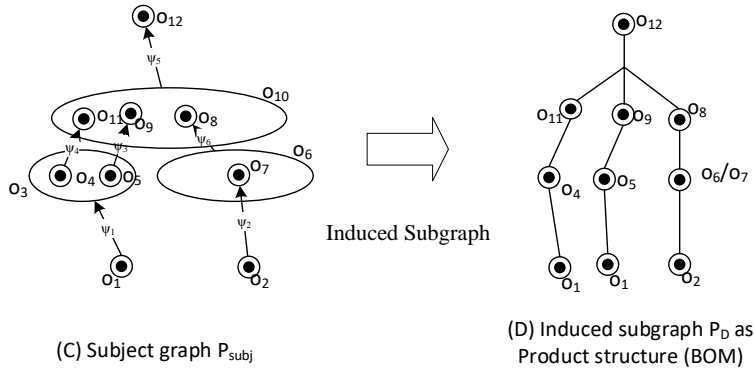 O12
O12
ψ5
O10
O11
O9
O8
O11
O9
O8
ψ4
ψ3
ψ6
O6
O3
O4
O5
O7
O4
O5
O6/O7
ψ1
ψ2
Induced Subgraph
O1
O2
O1
O1
O2
(C) Subject graph Psubj
(D) Induced subgraph PD as
Product structure (BOM)